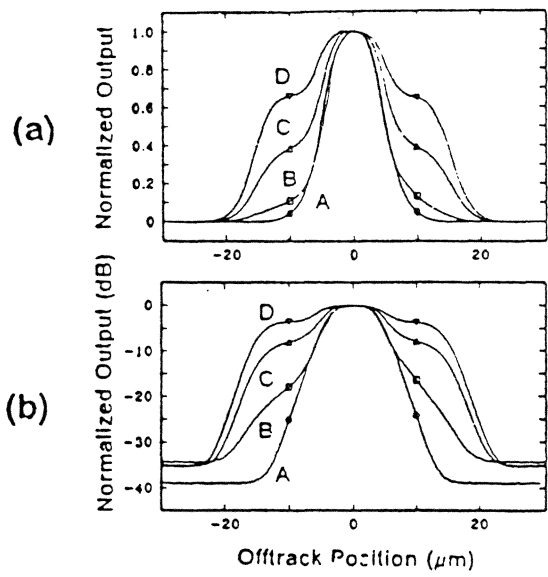 (a)
Normalized Output
1.0
0.8
0.6
0.4
0.2
0
D
C
B
A
-20
0
20
(b)
Normalized Output (dB)
0
-10
-20
-30
-40
D
C
B
A
-20
0
20
Offtrack Position (μm)